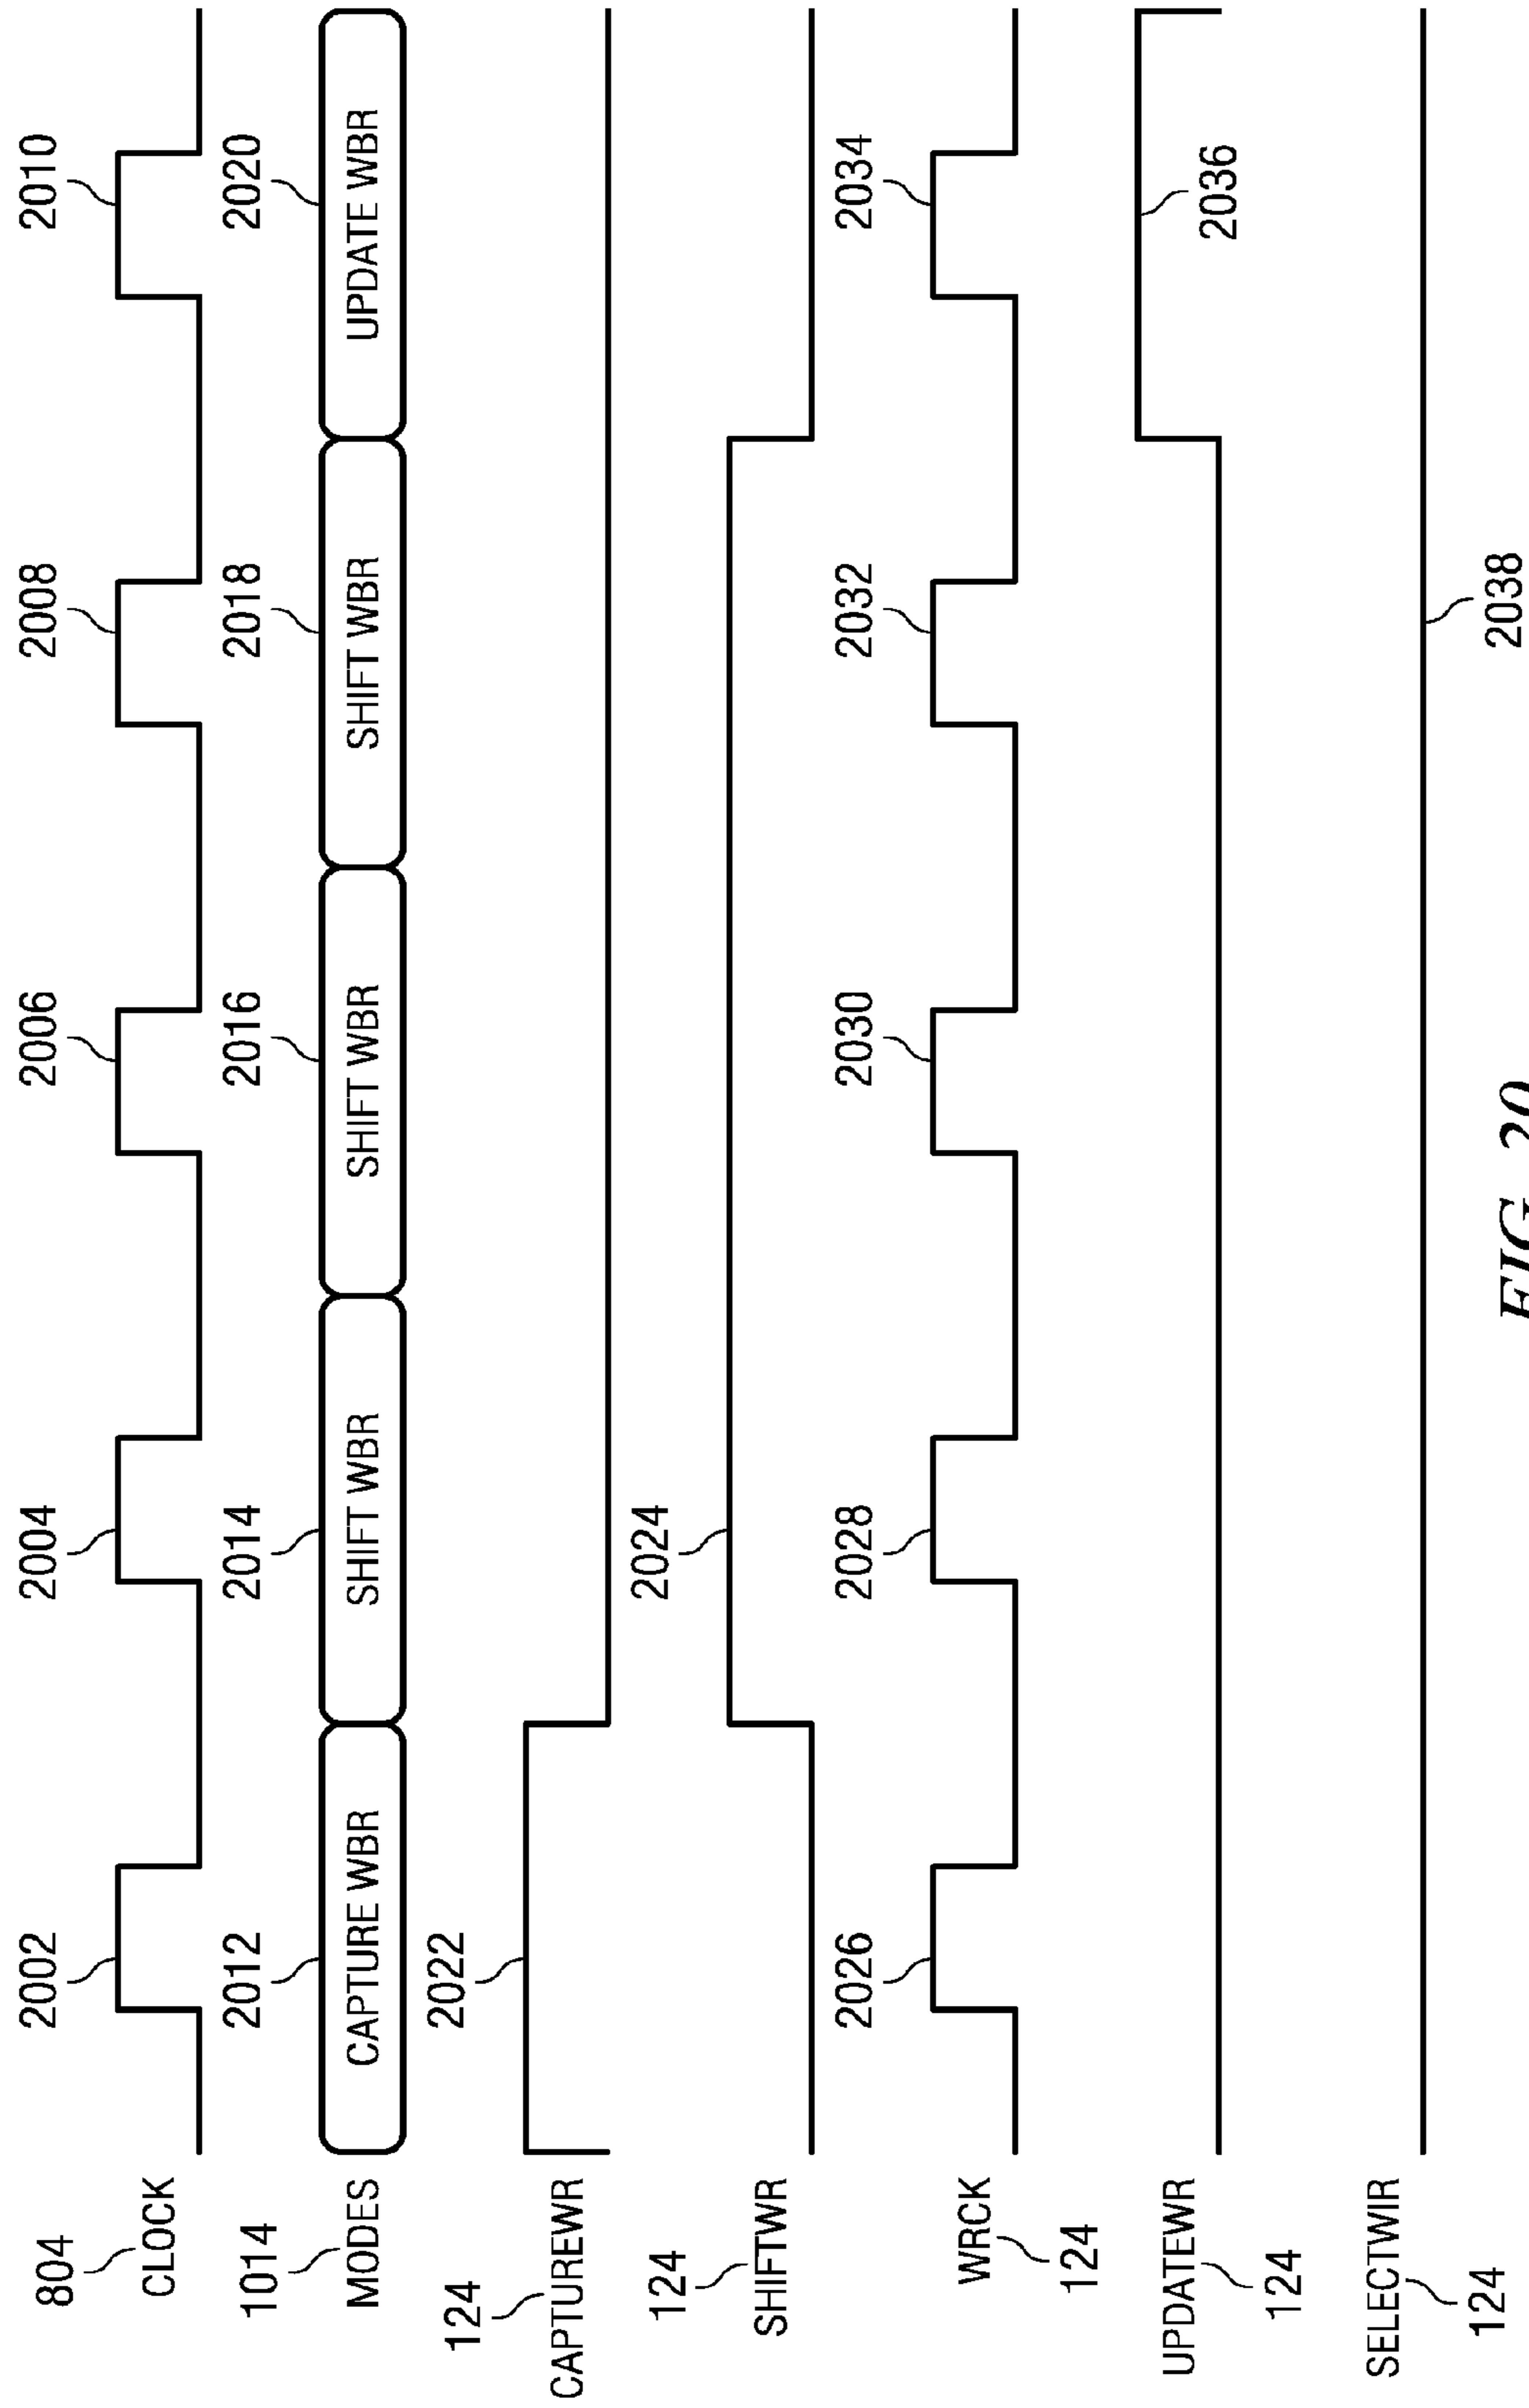 2002 2004 2006 2008 2010
804
CLOCK
2012 2014 2016 2018 2020
1014
MODES CAPTURE WBR SHIFT WBR SHIFT WBR SHIFT WBR UPDATE WBR
2022
124
CAPTUREWR
2024
124
SHIFTWR
2026 2028 2030 2032 2034
WRCK
124
UPDATEWR
2036
124
SELECTWIR
2038
124
FIG. 20